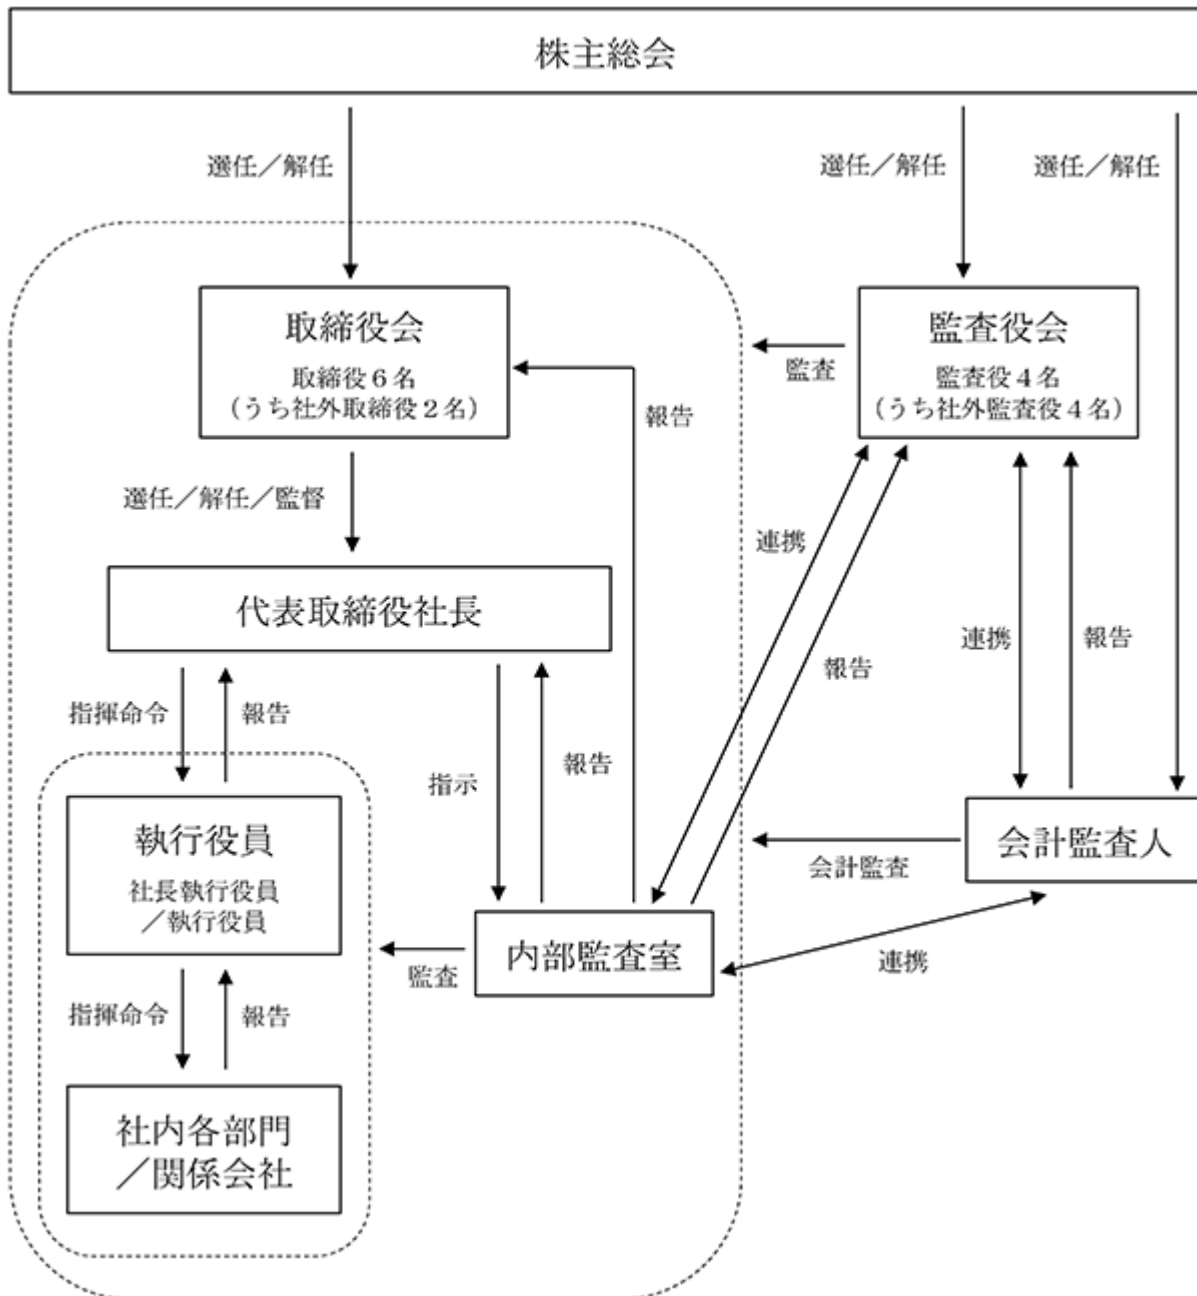 株主総会
選任／解任
選任／解任
選任／解任
取締役会
取締役６名
（うち社外取締役２名）
監査役会
監査役４名
（うち社外監査役４名）
監査
報告
選任／解任／監督
連携
代表取締役社長
連携
報告
報告
指揮命令
報告
指示
報告
執行役員
社長執行役員
／執行役員
会計監査人
会計監査
内部監査室
監査
連携
指揮命令
報告
社内各部門
／関係会社